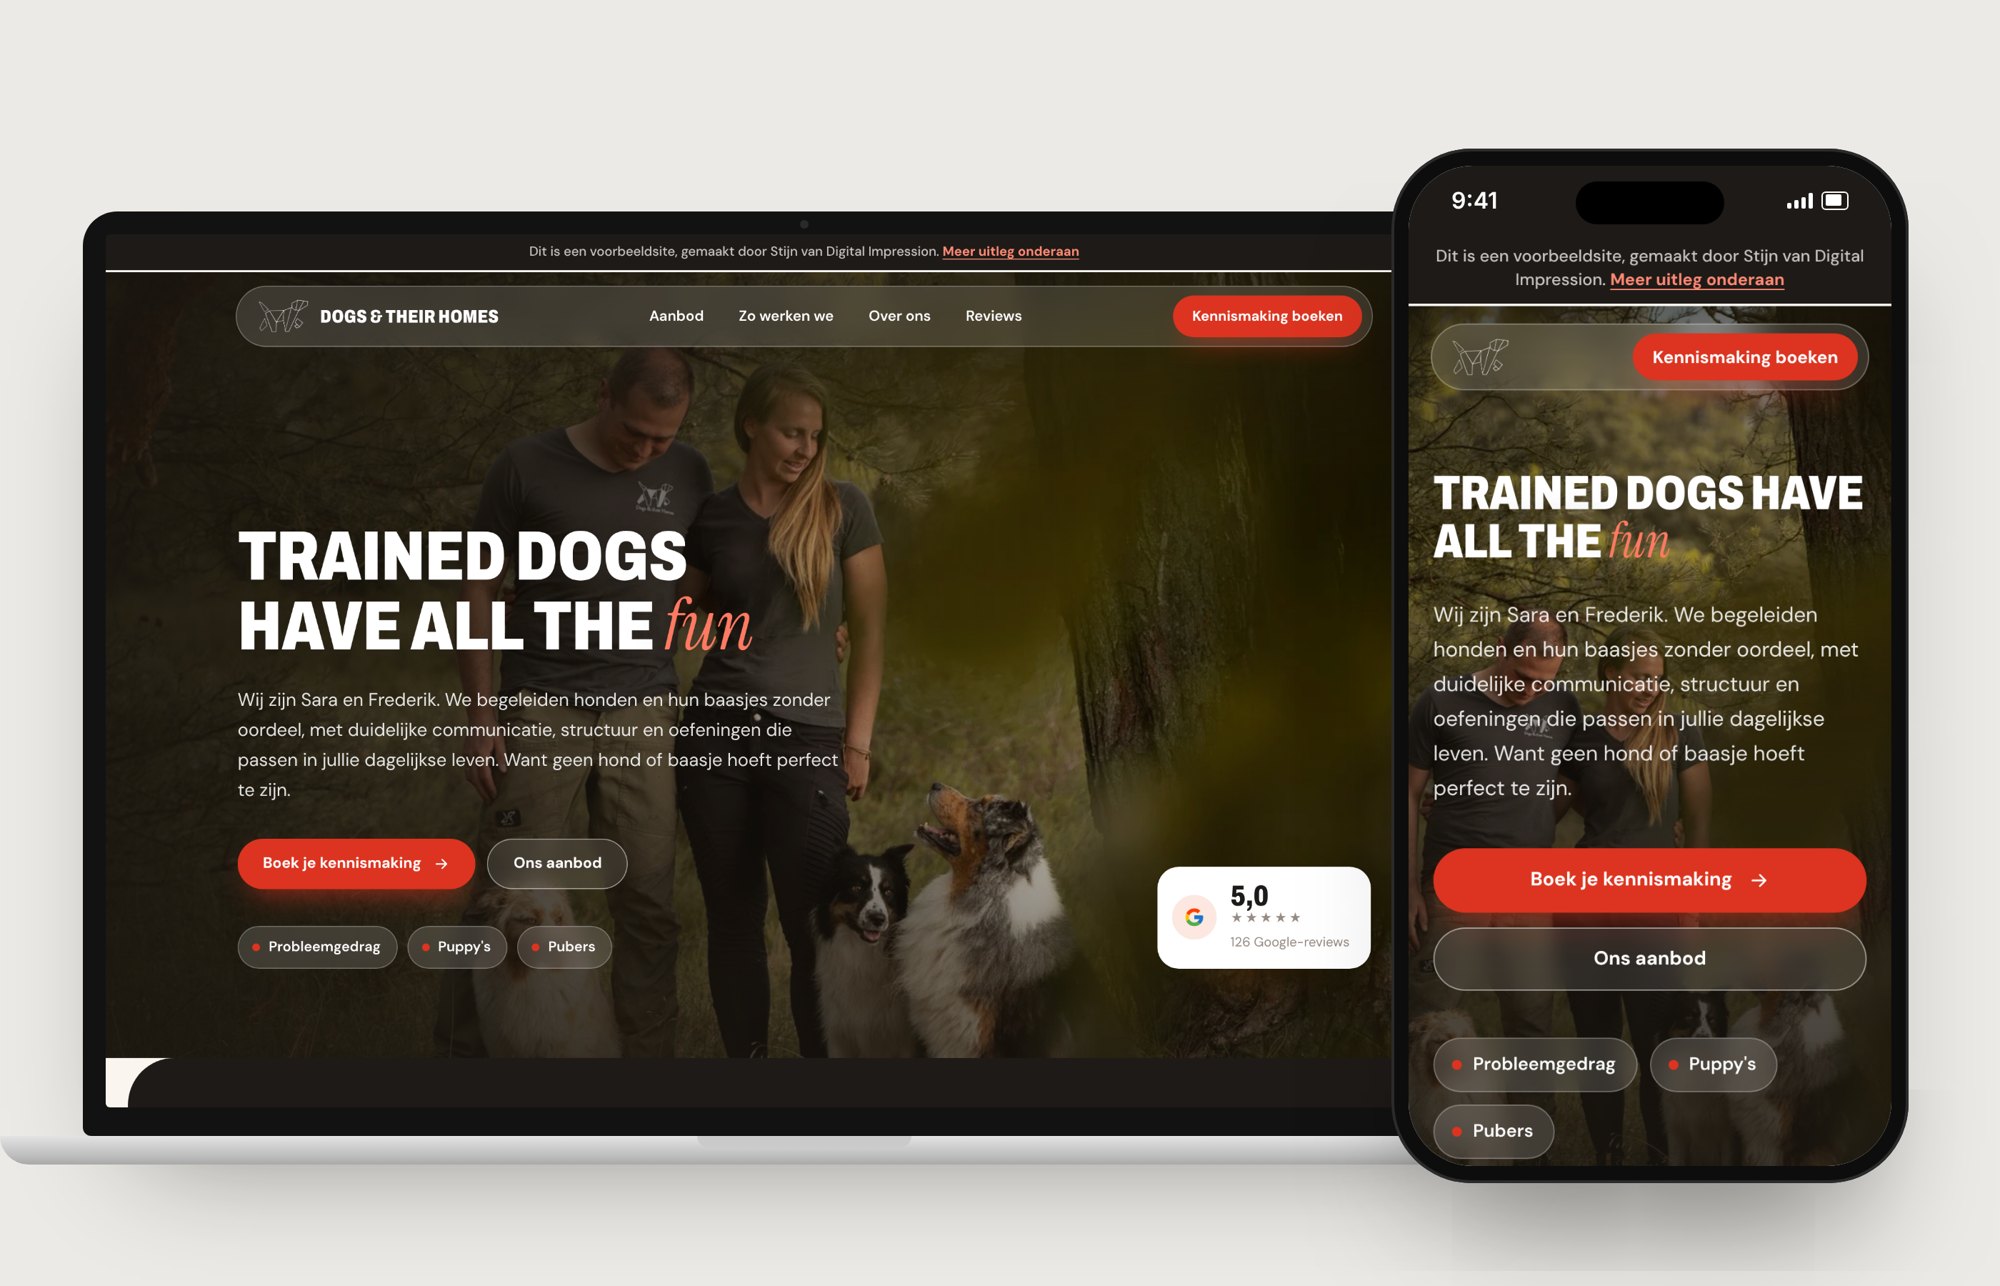 Dit is een voorbeeldsite, gemaakt door Stijn van Digital Impression. Meer uitleg onderaan
DOGS & THEIR HOMES
Aanbod
Zo werken we
Over ons
Reviews
Kennismaking boeken
TRAINED DOGS
HAVE ALL THE fun
Wij zijn Sara en Frederik. We begeleiden honden en hun baasjes zonder
oordeel, met duidelijke communicatie, structuur en oefeningen die
passen in jullie dagelijkse leven. Want geen hond of baasje hoeft perfect
te zijn.
Boek je kennismaking →
Ons aanbod
Probleemgedrag
Puppy's
Pubers
5,0
★★★★★
126 Google-reviews
9:41
Dit is een voorbeeldsite, gemaakt door Stijn van Digital
Impression. Meer uitleg onderaan
Kennismaking boeken
TRAINED DOGS HAVE
ALL THE fun
Wij zijn Sara en Frederik. We begeleiden
honden en hun baasjes zonder oordeel, met
duidelijke communicatie, structuur en
oefeningen die passen in jullie dagelijkse
leven. Want geen hond of baasje hoeft
perfect te zijn.
Boek je kennismaking →
Ons aanbod
Probleemgedrag
Puppy's
Pubers